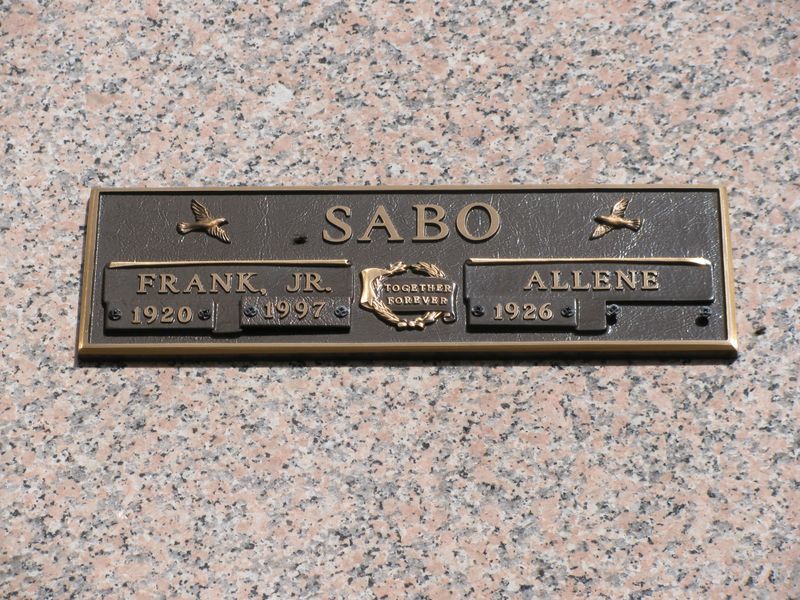 SABO
FRANK, JR.
1920 1997
TOGETHER
FOREVER
ALLENE
1926